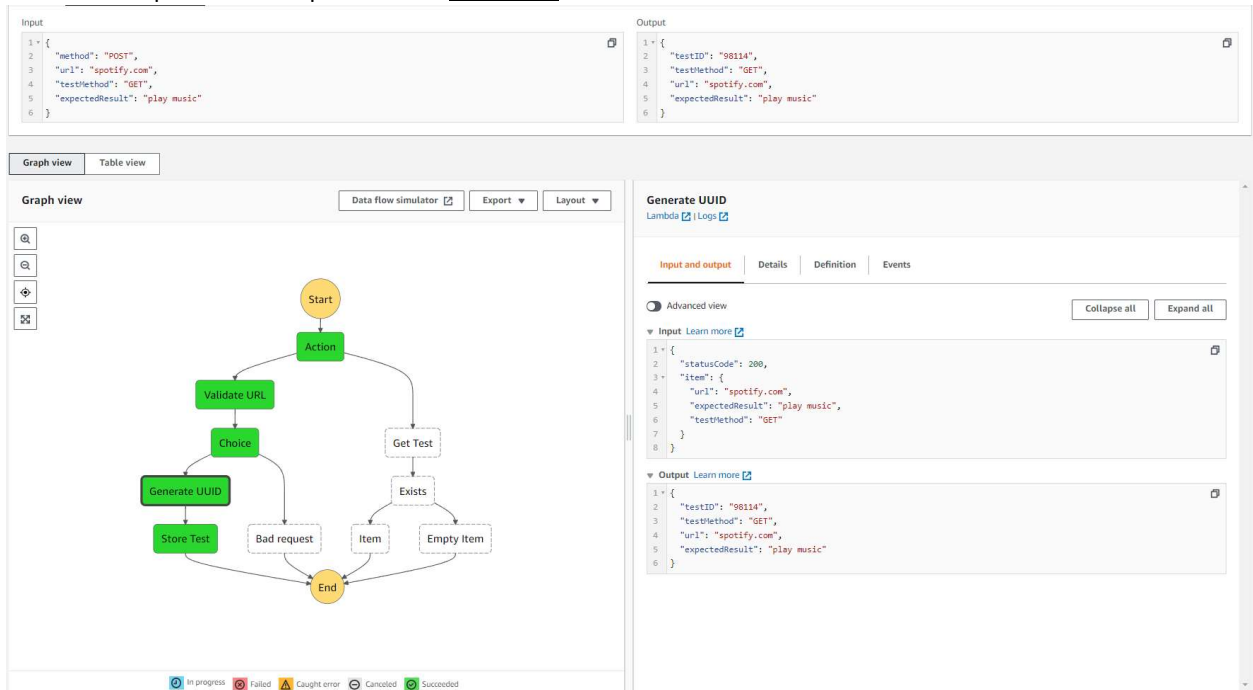 Input
1 {
2 "method": "POST",
3 "url": "spotify.com",
4 "testMethod": "GET",
5 "expectedResult": "play music"
6 }
Output
1 {
2 "testID": "98114",
3 "testMethod": "GET",
4 "url": "spotify.com",
5 "expectedResult": "play music"
6 }
Graph view
Table view
Graph view
Data flow simulator
Export
Layout
Start
Action
Validate URL
Choice
Get Test
Generate UUID
Exists
Store Test
Bad request
Item
Empty Item
End
In progress
Failed
Caught error
Canceled
Succeeded
Generate UUID
Lambda | Logs
Input and output
Details
Definition
Events
Advanced view
Collapse all
Expand all
Input Learn more
1 {
2 "statusCode": 200,
3 "item": {
4 "url": "spotify.com",
5 "expectedResult": "play music",
6 "testMethod": "GET"
7 }
8 }
Output Learn more
1 {
2 "testID": "98114",
3 "testMethod": "GET",
4 "url": "spotify.com",
5 "expectedResult": "play music"
6 }